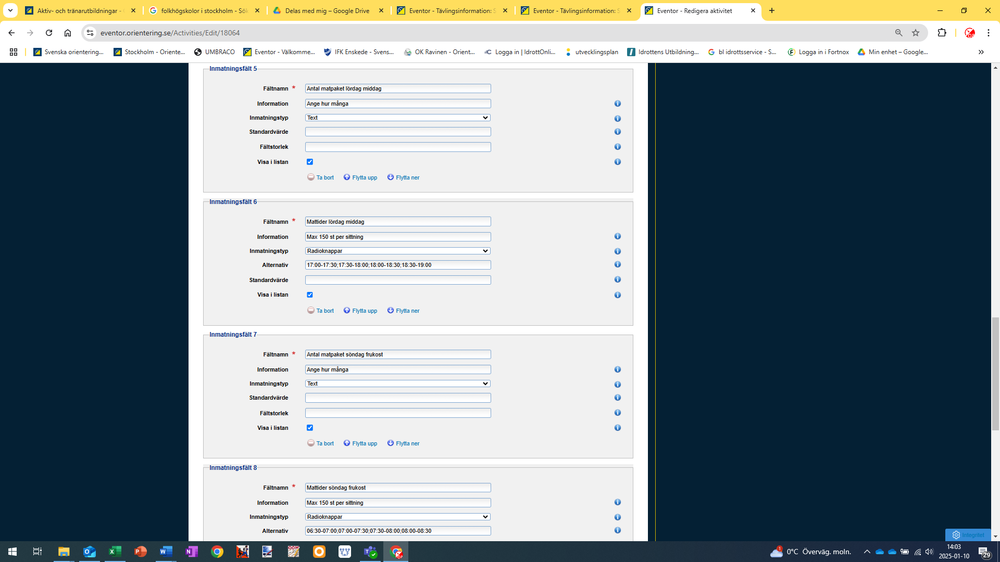 Aktiv- och tränarutbildningar -
folkhögskolor i stockholm - Sök
Delas med mig – Google Drive
Eventor - Tävlingsinformation: S
Eventor - Tävlingsinformation: S
Eventor - Redigera aktivitet
eventor.orientering.se/Activities/Edit/18064
Svenska orientering...
Stockholm - Oriente...
UMBRACO
Eventor - Välkomme...
IFK Enskede - Svens...
OK Ravinen - Orient...
Logga in | IdrottOnli...
utvecklingsplan
Idrottens Utbildning...
bl idrottsservice - S...
Logga in i Fortnox
Min enhet – Google...
Inmatningsfält 5
Fältnamn * Antal matpaket lördag middag
Information Ange hur många
Inmatningstyp Text
Standardvärde
Fältstorlek
Visa i listan
Ta bort Flytta upp Flytta ner
Inmatningsfält 6
Fältnamn * Mattider lördag middag
Information Max 150 st per sittning
Inmatningstyp Radioknappar
Alternativ 17:00-17:30;17:30-18:00;18:00-18:30;18:30-19:00
Standardvärde
Visa i listan
Ta bort Flytta upp Flytta ner
Inmatningsfält 7
Fältnamn * Antal matpaket söndag frukost
Information Ange hur många
Inmatningstyp Text
Standardvärde
Fältstorlek
Visa i listan
Ta bort Flytta upp Flytta ner
Inmatningsfält 8
Fältnamn * Mattider söndag frukost
Information Max 150 st per sittning
Inmatningstyp Radioknappar
Alternativ 06:30-07:00;07:00-07:30;07:30-08:00;08:00-08:30
Integritet
1 0°C Överväg. moln.
14:03
2025-01-10
29